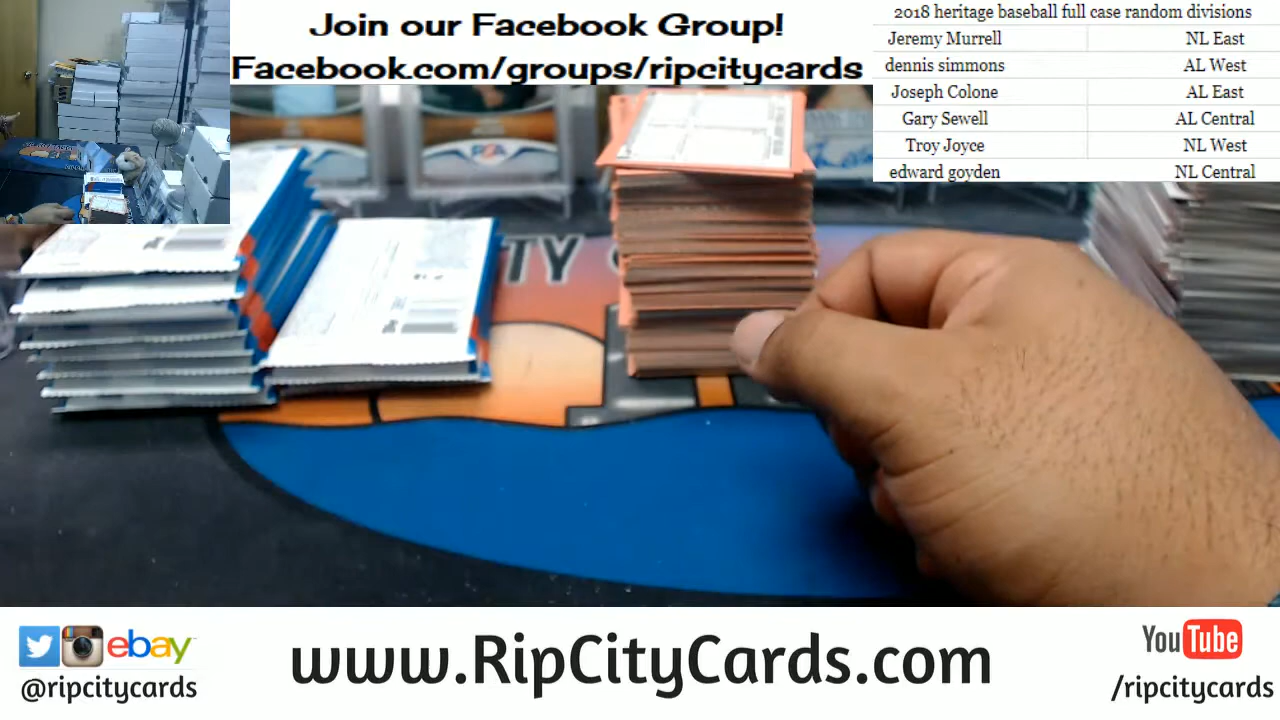 Join our Facebook Group!
Facebook.com/groups/ripcitycards
2018 heritage baseball full case random divisions
Jeremy Murrell NL East
dennis simmons AL West
Joseph Colone AL East
Gary Sewell AL Central
Troy Joyce NL West
edward goyden NL Central
PSA
TY
ebay
@ripcitycards
www.RipCityCards.com
YouTube
/ripcitycards